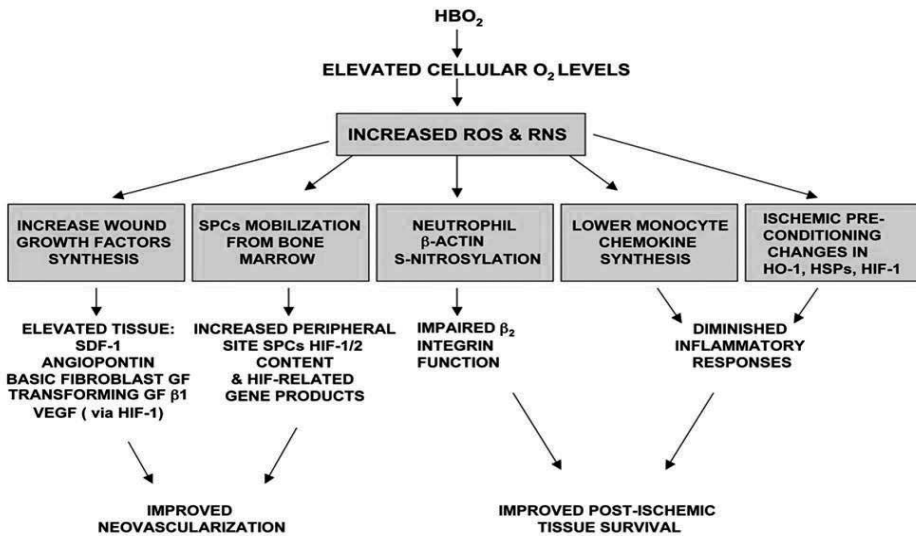 HBO₂
ELEVATED CELLULAR O₂ LEVELS
INCREASED ROS & RNS
INCREASE WOUND
GROWTH FACTORS
SYNTHESIS
SPCs MOBILIZATION
FROM BONE
MARROW
NEUTROPHIL
β-ACTIN
S-NITROSYLATION
LOWER MONOCYTE
CHEMOKINE
SYNTHESIS
ISCHEMIC PRE-
CONDITIONING
CHANGES IN
HO-1, HSPs, HIF-1
ELEVATED TISSUE:
SDF-1
ANGIOPONTIN
BASIC FIBROBLAST GF
TRANSFORMING GF β1
VEGF ( via HIF-1)
INCREASED PERIPHERAL
SITE SPCs HIF-1/2
CONTENT
& HIF-RELATED
GENE PRODUCTS
IMPAIRED β₂
INTEGRIN
FUNCTION
DIMINISHED
INFLAMMATORY
RESPONSES
IMPROVED
NEOVASCULARIZATION
IMPROVED POST-ISCHEMIC
TISSUE SURVIVAL